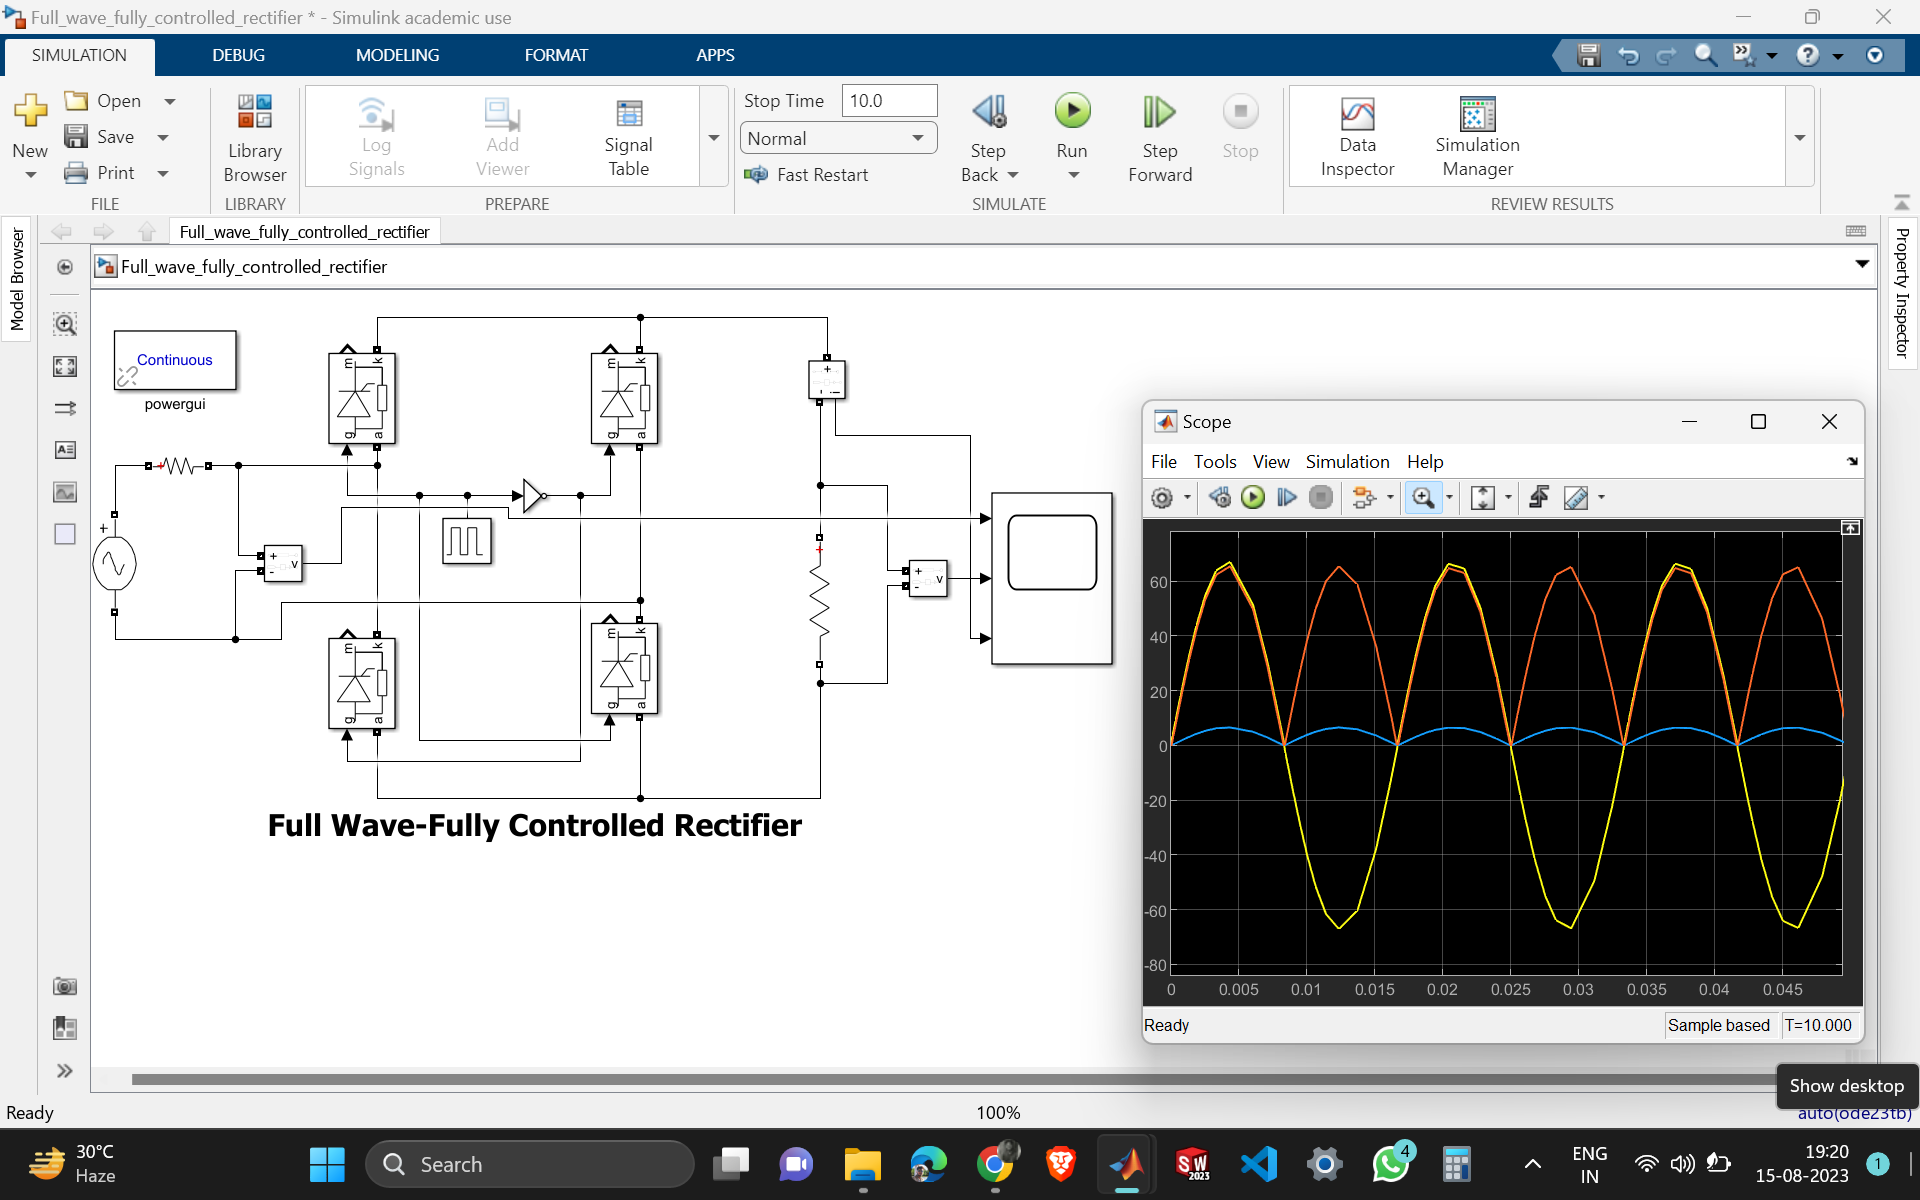 Full_wave_fully_controlled_rectifier * - Simulink academic use
SIMULATION
DEBUG
MODELING
FORMAT
APPS
New
Open
Save
Print
FILE
Library
Browser
LIBRARY
Log
Signals
Add
Viewer
Signal
Table
PREPARE
Stop Time
10.0
Normal
Fast Restart
Step
Back
Run
Step
Forward
Stop
SIMULATE
Data
Inspector
Simulation
Manager
REVIEW RESULTS
Model Browser
Full_wave_fully_controlled_rectifier
Full_wave_fully_controlled_rectifier
Property Inspector
Continuous
powergui
m
k
g
a
m
k
g
a
+
-
i
+
+
-
v
+
-
v
m
k
g
a
m
k
g
a
Full Wave-Fully Controlled Rectifier
Scope
File
Tools
View
Simulation
Help
60
40
20
0
-20
-40
-60
-80
0
0.005
0.01
0.015
0.02
0.025
0.03
0.035
0.04
0.045
Ready
Sample based
T=10.000
Show desktop
Ready
100%
auto(ode23tb)
30°C
Haze
Search
SW
2023
4
ENG
IN
19:20
15-08-2023
1